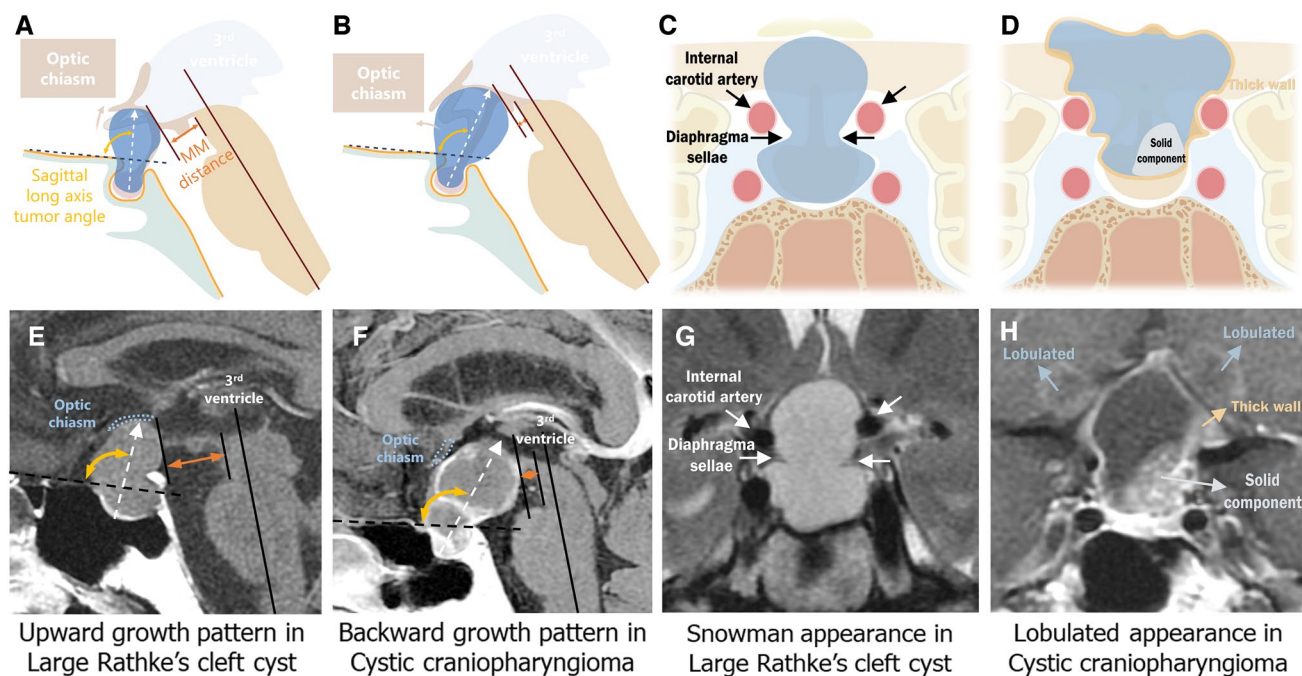 A
Optic
chiasm
3rd
ventricle
MM
distance
Sagittal
long axis
tumor angle
B
Optic
chiasm
3rd
ventricle
C
Internal
carotid artery
Diaphragma
sellae
D
Thick wall
Solid
component
E
Optic
chiasm
3rd
ventricle
F
Optic
chiasm
3rd
ventricle
G
Internal
carotid artery
Diaphragma
sellae
H
Lobulated
Lobulated
Thick wall
Solid
component
Upward growth pattern in
Large Rathke's cleft cyst
Backward growth pattern in
Cystic craniopharyngioma
Snowman appearance in
Large Rathke's cleft cyst
Lobulated appearance in
Cystic craniopharyngioma